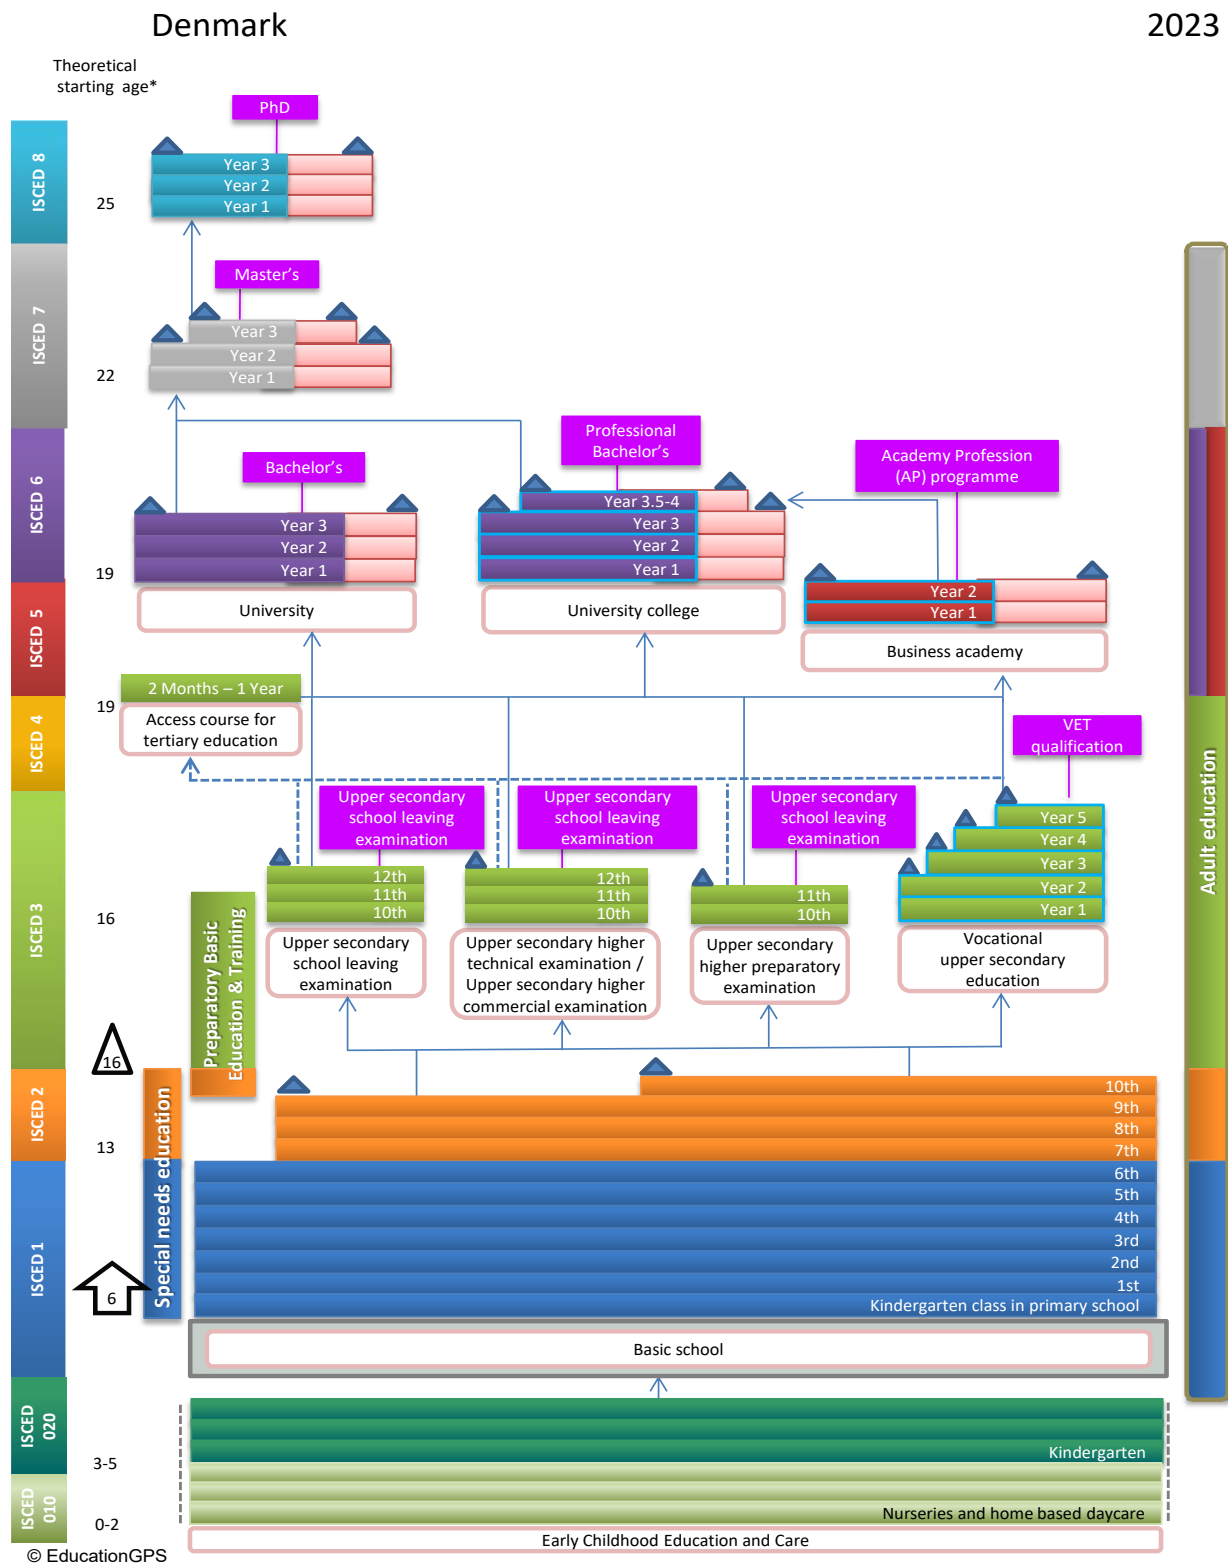 Denmark
2023
Theoretical
starting age*
PhD
ISCED 8
Year 3
Year 2
Year 1
25
Master's
ISCED 7
Year 3
Year 2
Year 1
22
Professional
Bachelor's
Academy Profession
(AP) programme
Bachelor's
ISCED 6
Year 3.5-4
Year 3
Year 2
Year 1
Year 3
Year 2
Year 1
19
Year 2
Year 1
University
University college
Business academy
ISCED 5
2 Months – 1 Year
19
Access course for
tertiary education
ISCED 4
VET
qualification
Upper secondary
school leaving
examination
Upper secondary
school leaving
examination
Upper secondary
school leaving
examination
Year 5
Year 4
Year 3
Year 2
Year 1
12th
11th
10th
12th
11th
10th
11th
10th
ISCED 3
16
Upper secondary
school leaving
examination
Upper secondary higher
technical examination /
Upper secondary higher
commercial examination
Upper secondary
higher preparatory
examination
Vocational
upper secondary
education
Preparatory Basic
Education & Training
Adult education
16
ISCED 2
10th
9th
8th
7th
13
Special needs education
ISCED 1
6th
5th
4th
3rd
2nd
1st
Kindergarten class in primary school
6
Basic school
ISCED
020
Kindergarten
3-5
ISCED
010
Nurseries and home based daycare
0-2
Early Childhood Education and Care
© EducationGPS